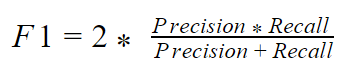 F1 = 2 * Precision * Recall
Precision + Recall